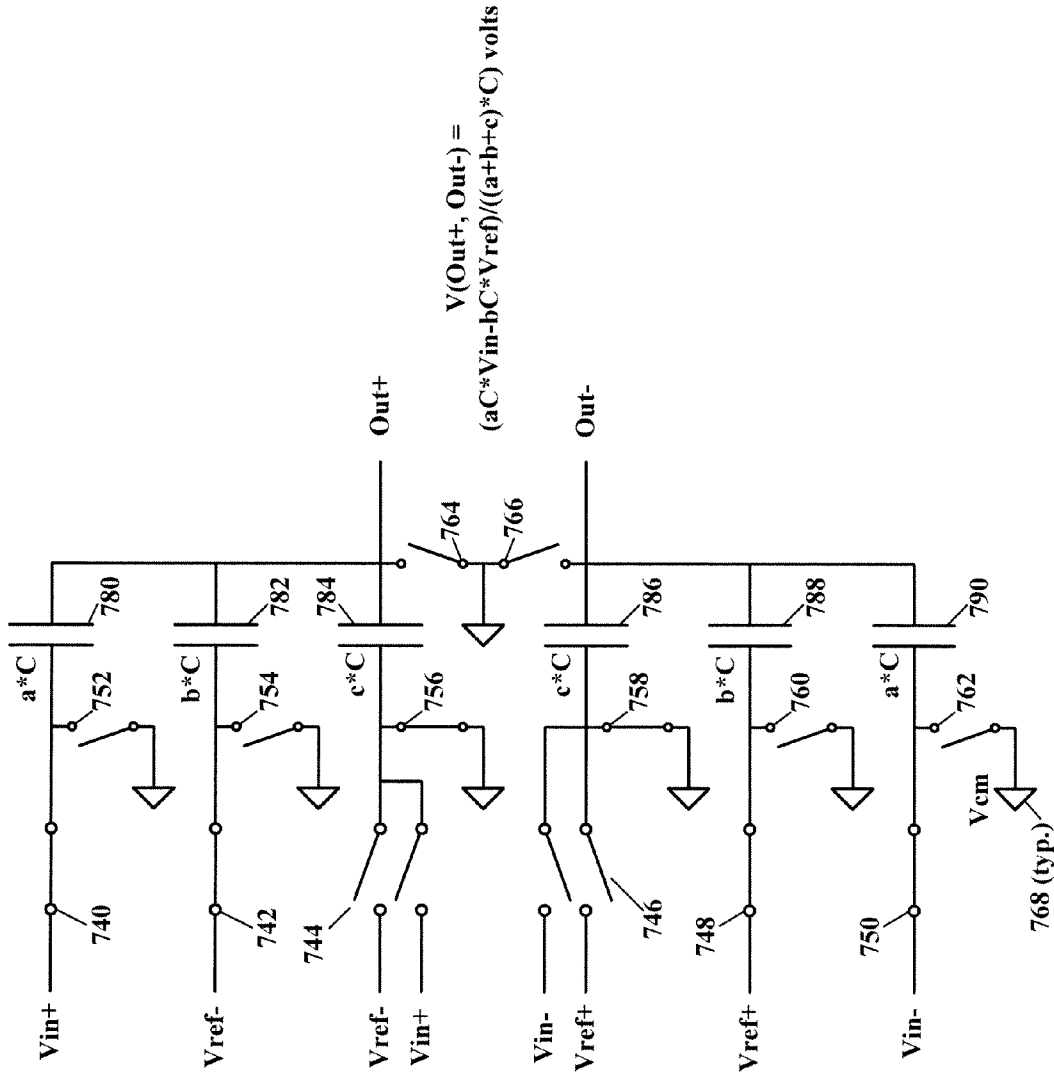 Vin+
740
752
a*C
780
Vref-
742
754
b*C
782
Vref-
Vin+
744
756
c*C
784
Out+
764
766
V(Out+, Out-) =
(aC*Vin-bC*Vref)/((a+b+c)*C) volts
Vin-
Vref+
746
758
c*C
786
Out-
Vref+
748
760
b*C
788
Vin-
750
762
a*C
790
Vcm
768 (typ.)